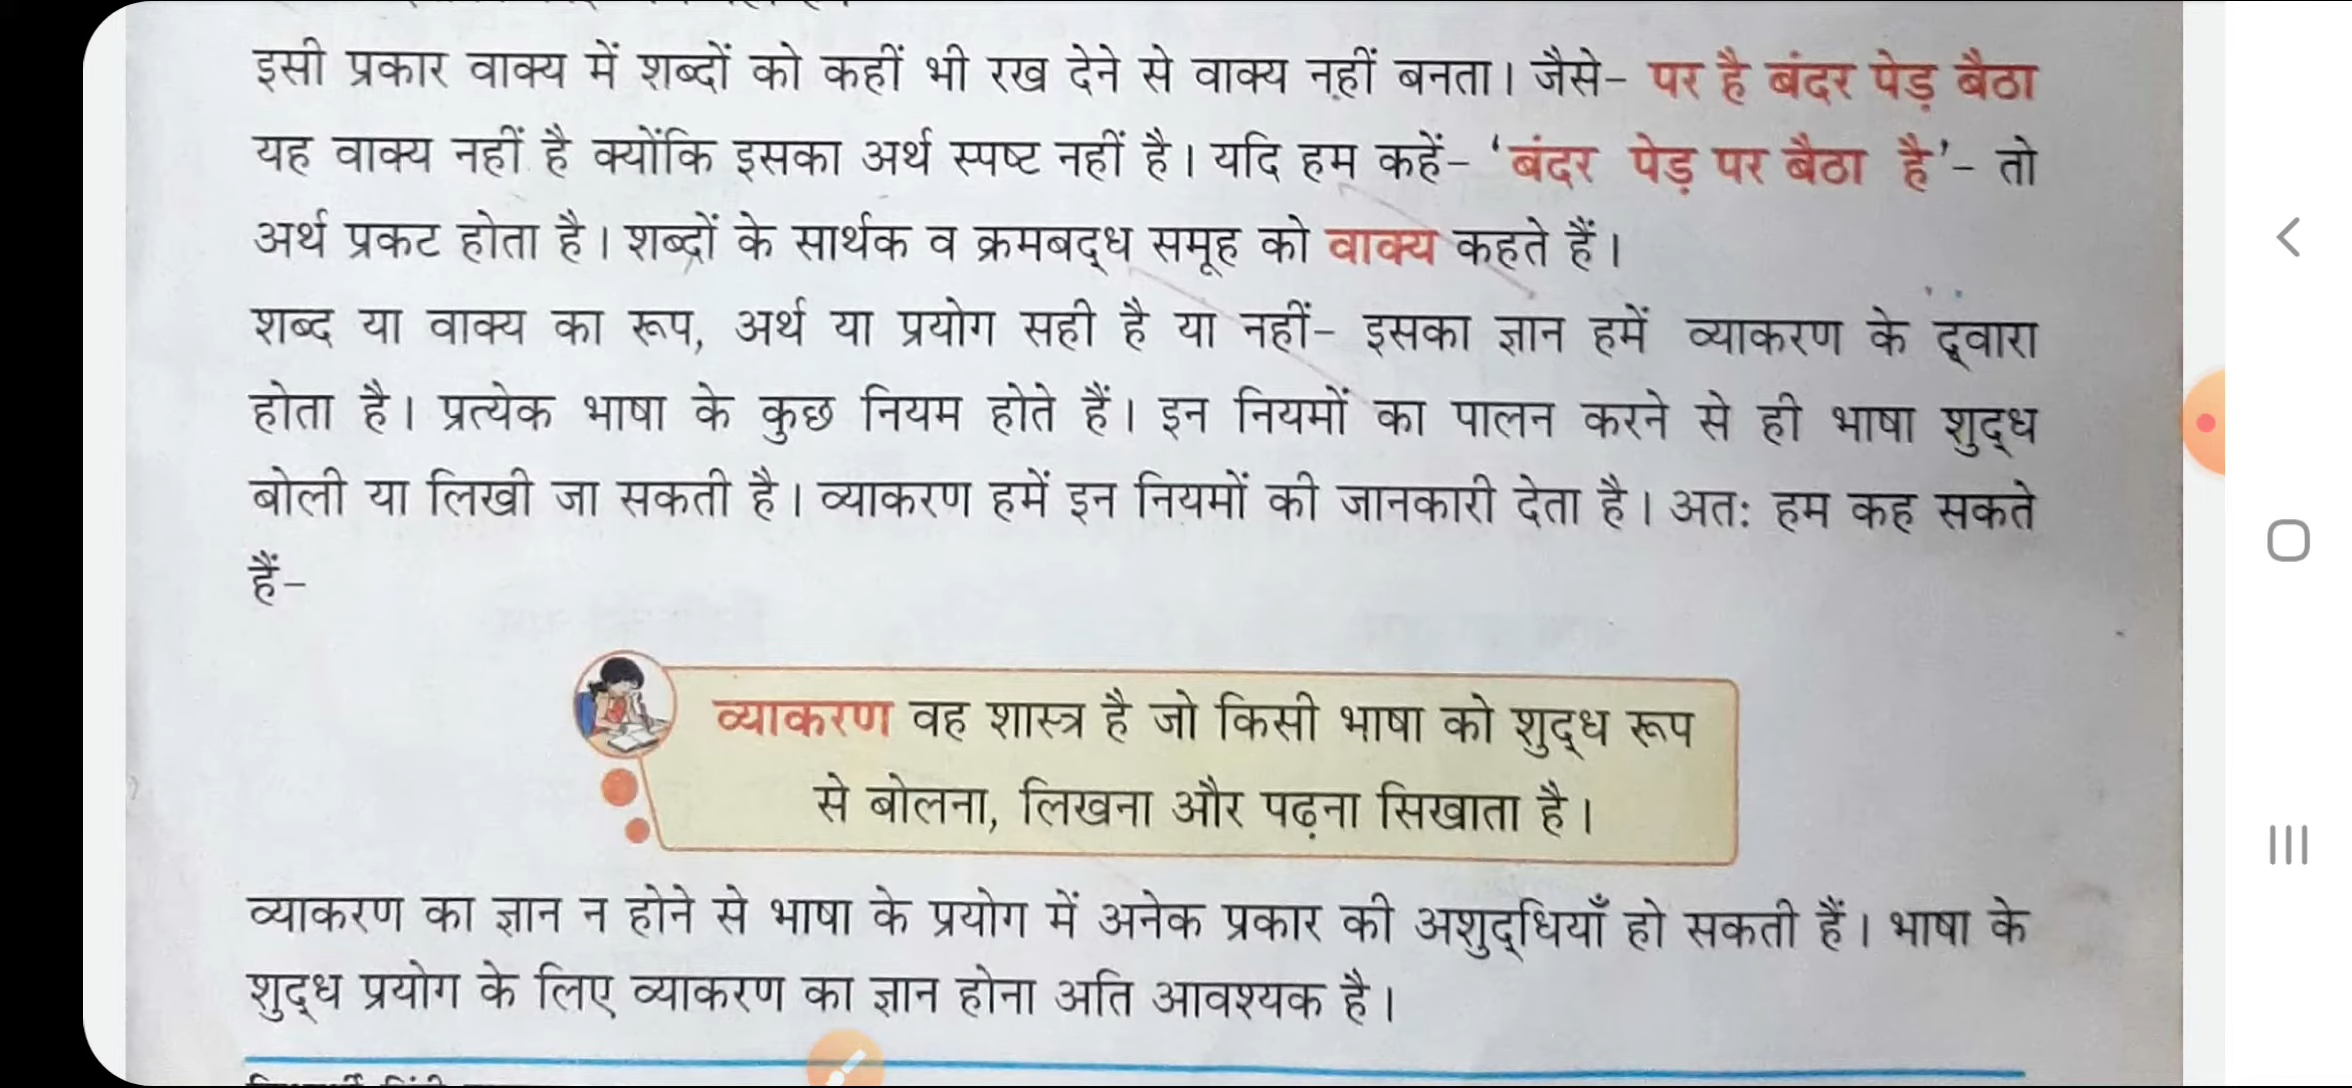 इसी प्रकार वाक्य में शब्दों को कहीं भी रख देने से वाक्य नहीं बनता। जैसे- पर है बंदर पेड़ बैठा
यह वाक्य नहीं है क्योंकि इसका अर्थ स्पष्ट नहीं है। यदि हम कहें- ‘बंदर पेड़ पर बैठा है’- तो
अर्थ प्रकट होता है। शब्दों के सार्थक व क्रमबद्ध समूह को वाक्य कहते हैं।
शब्द या वाक्य का रूप, अर्थ या प्रयोग सही है या नहीं- इसका ज्ञान हमें व्याकरण के द्वारा
होता है। प्रत्येक भाषा के कुछ नियम होते हैं। इन नियमों का पालन करने से ही भाषा शुद्ध
बोली या लिखी जा सकती है। व्याकरण हमें इन नियमों की जानकारी देता है। अतः हम कह सकते
हैं-
व्याकरण वह शास्त्र है जो किसी भाषा को शुद्ध रूप
से बोलना, लिखना और पढ़ना सिखाता है।
व्याकरण का ज्ञान न होने से भाषा के प्रयोग में अनेक प्रकार की अशुद्धियाँ हो सकती हैं। भाषा के
शुद्ध प्रयोग के लिए व्याकरण का ज्ञान होना अति आवश्यक है।